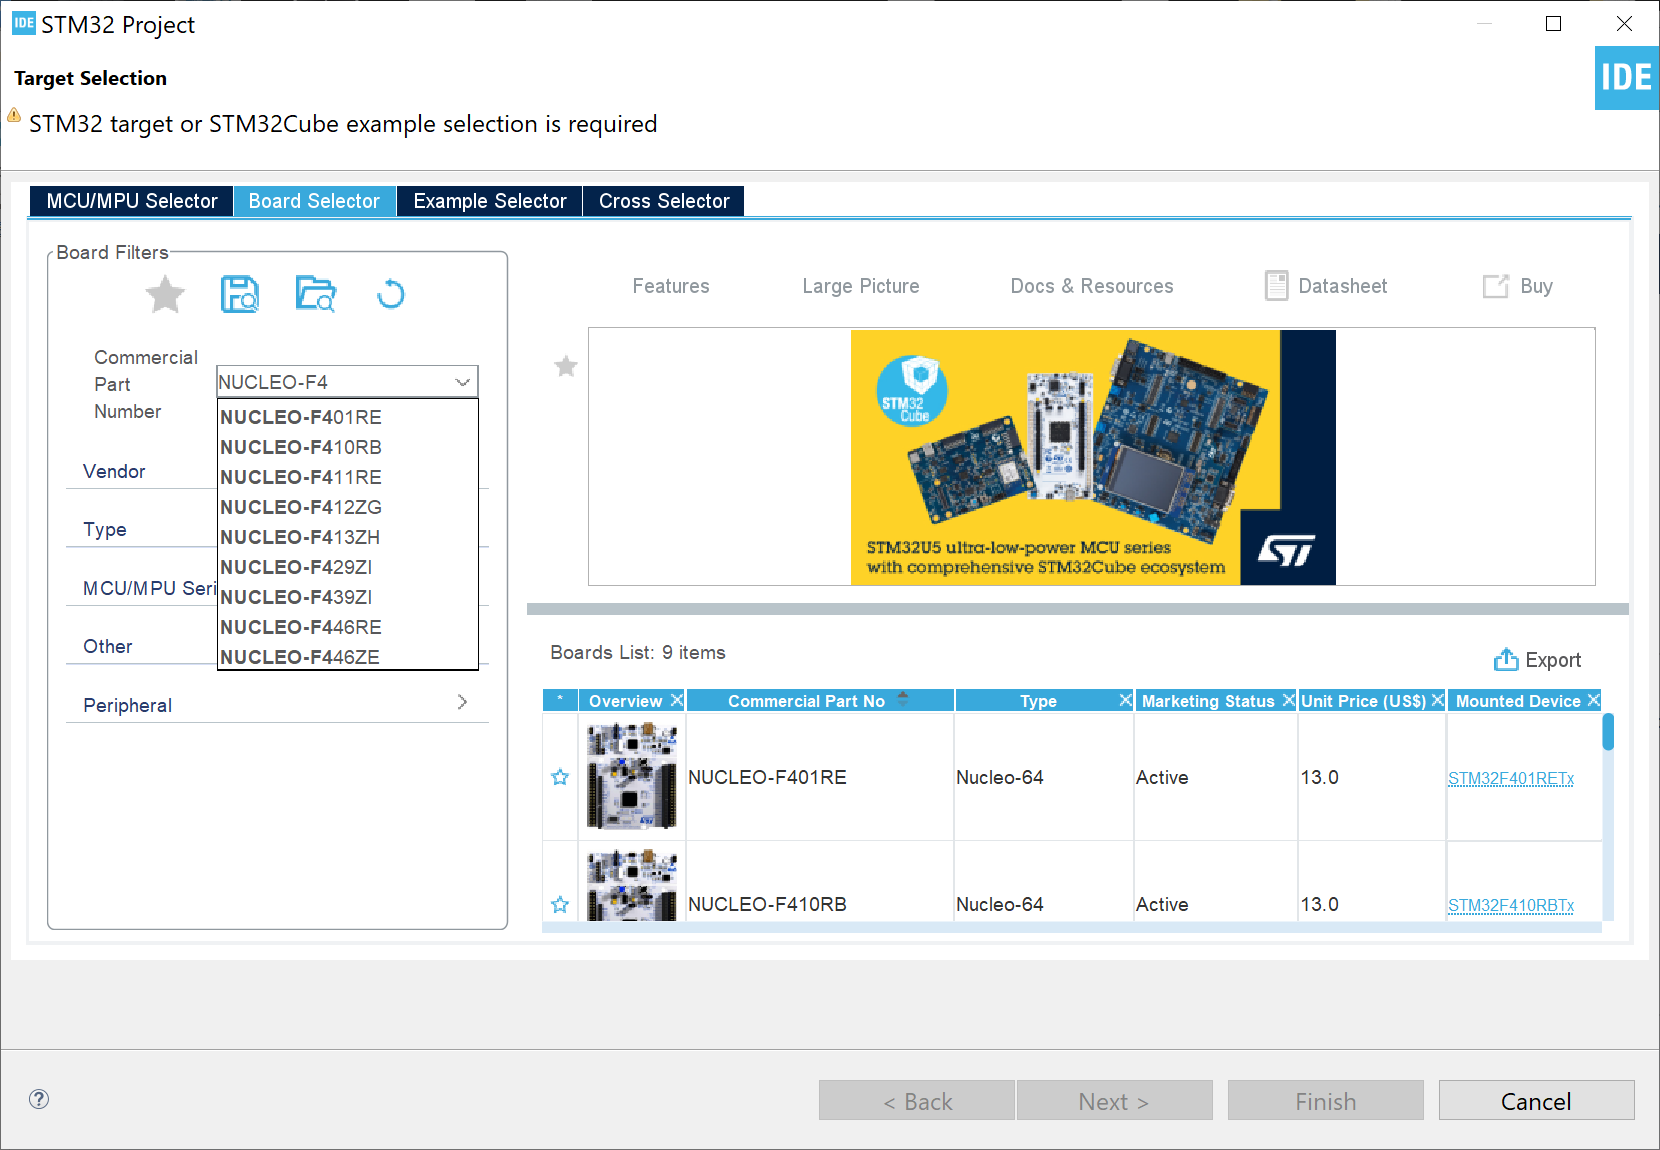 IDE STM32 Project
Target Selection
IDE
STM32 target or STM32Cube example selection is required
MCU/MPU Selector Board Selector Example Selector Cross Selector
Board Filters
Features Large Picture Docs & Resources Datasheet Buy
Commercial
Part
Number
NUCLEO-F4
NUCLEO-F401RE
NUCLEO-F410RB
NUCLEO-F411RE
NUCLEO-F412ZG
NUCLEO-F413ZH
NUCLEO-F429ZI
NUCLEO-F439ZI
NUCLEO-F446RE
NUCLEO-F446ZE
Vendor
Type
MCU/MPU Seri
Other
Peripheral
STM32
Cube
STM32U5 ultra-low-power MCU series
with comprehensive STM32Cube ecosystem
ST
Boards List: 9 items
Export
* Overview Commercial Part No Type Marketing Status Unit Price (US$) Mounted Device
NUCLEO-F401RE Nucleo-64 Active 13.0 STM32F401RETx
NUCLEO-F410RB Nucleo-64 Active 13.0 STM32F410RBTx
? < Back Next > Finish Cancel